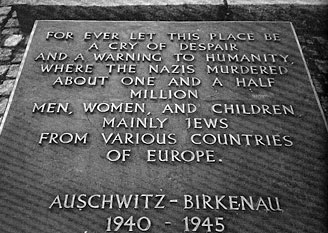 FOR EVER LET THIS PLACE BE
A CRY OF DESPAIR
AND A WARNING TO HUMANITY,
WHERE THE NAZIS MURDERED
ABOUT ONE AND A HALF
MILLION
MEN, WOMEN, AND CHILDREN
MAINLY JEWS
FROM VARIOUS COUNTRIES
OF EUROPE.
AUSCHWITZ-BIRKENAU
1940 - 1945